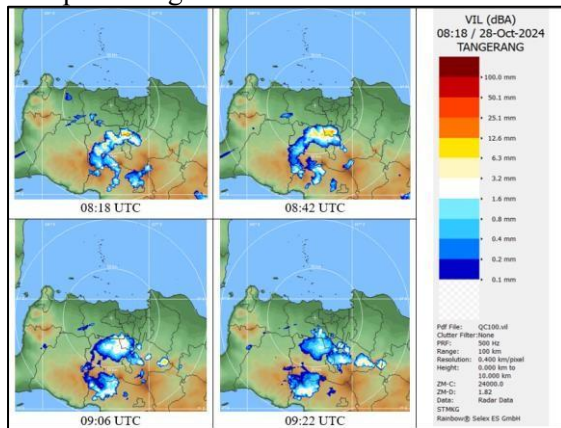 VIL (dBA)
08:18 / 28-Oct-2024
TANGERANG
100.0 mm
50.1 mm
25.1 mm
12.6 mm
6.3 mm
3.2 mm
1.6 mm
0.8 mm
0.4 mm
0.2 mm
0.1 mm
08:18 UTC
08:42 UTC
09:06 UTC
09:22 UTC
Pdf File: QC100.vil
Clutter Filter:None
PRF: 500 Hz
Range: 100 km
Resolution: 0.400 km/pixel
Height: 0.000 km to
10.000 km
ZM-C: 24000.0
ZM-D: 1.82
Data: Radar Data
STMKG
Rainbow® Selex ES GmbH